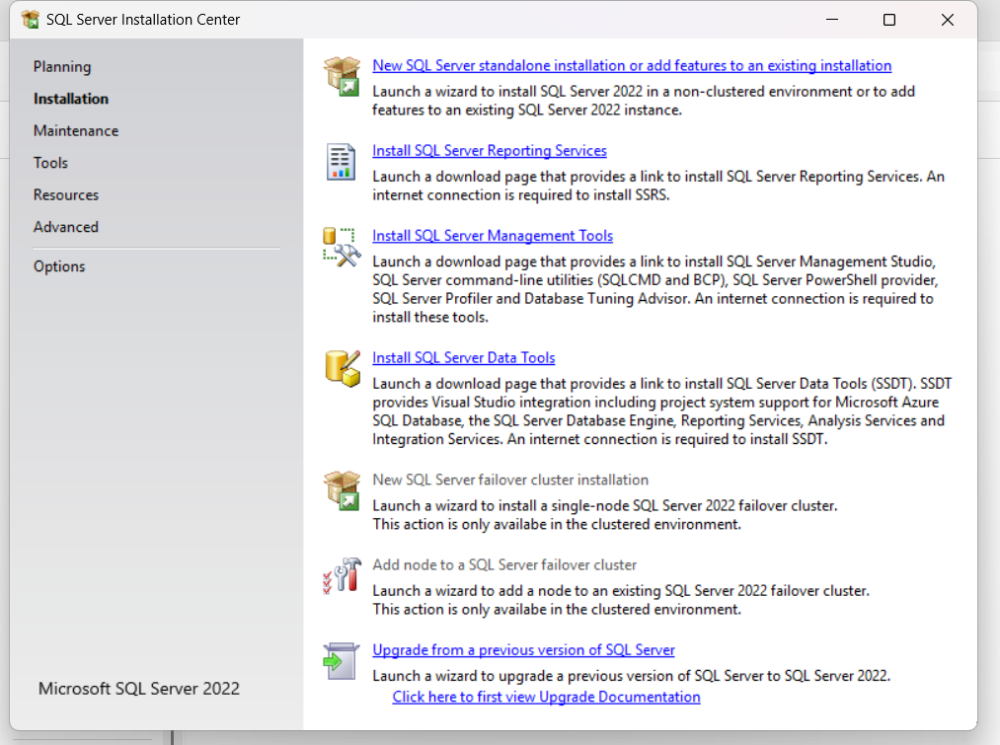 SQL Server Installation Center
Planning
Installation
Maintenance
Tools
Resources
Advanced
Options
Microsoft SQL Server 2022
New SQL Server standalone installation or add features to an existing installation
Launch a wizard to install SQL Server 2022 in a non-clustered environment or to add
features to an existing SQL Server 2022 instance.
Install SQL Server Reporting Services
Launch a download page that provides a link to install SQL Server Reporting Services. An
internet connection is required to install SSRS.
Install SQL Server Management Tools
Launch a download page that provides a link to install SQL Server Management Studio,
SQL Server command-line utilities (SQLCMD and BCP), SQL Server PowerShell provider,
SQL Server Profiler and Database Tuning Advisor. An internet connection is required to
install these tools.
Install SQL Server Data Tools
Launch a download page that provides a link to install SQL Server Data Tools (SSDT). SSDT
provides Visual Studio integration including project system support for Microsoft Azure
SQL Database, the SQL Server Database Engine, Reporting Services, Analysis Services and
Integration Services. An internet connection is required to install SSDT.
New SQL Server failover cluster installation
Launch a wizard to install a single-node SQL Server 2022 failover cluster.
This action is only availabe in the clustered environment.
Add node to a SQL Server failover cluster
Launch a wizard to add a node to an existing SQL Server 2022 failover cluster.
This action is only availabe in the clustered environment.
Upgrade from a previous version of SQL Server
Launch a wizard to upgrade a previous version of SQL Server to SQL Server 2022.
Click here to first view Upgrade Documentation